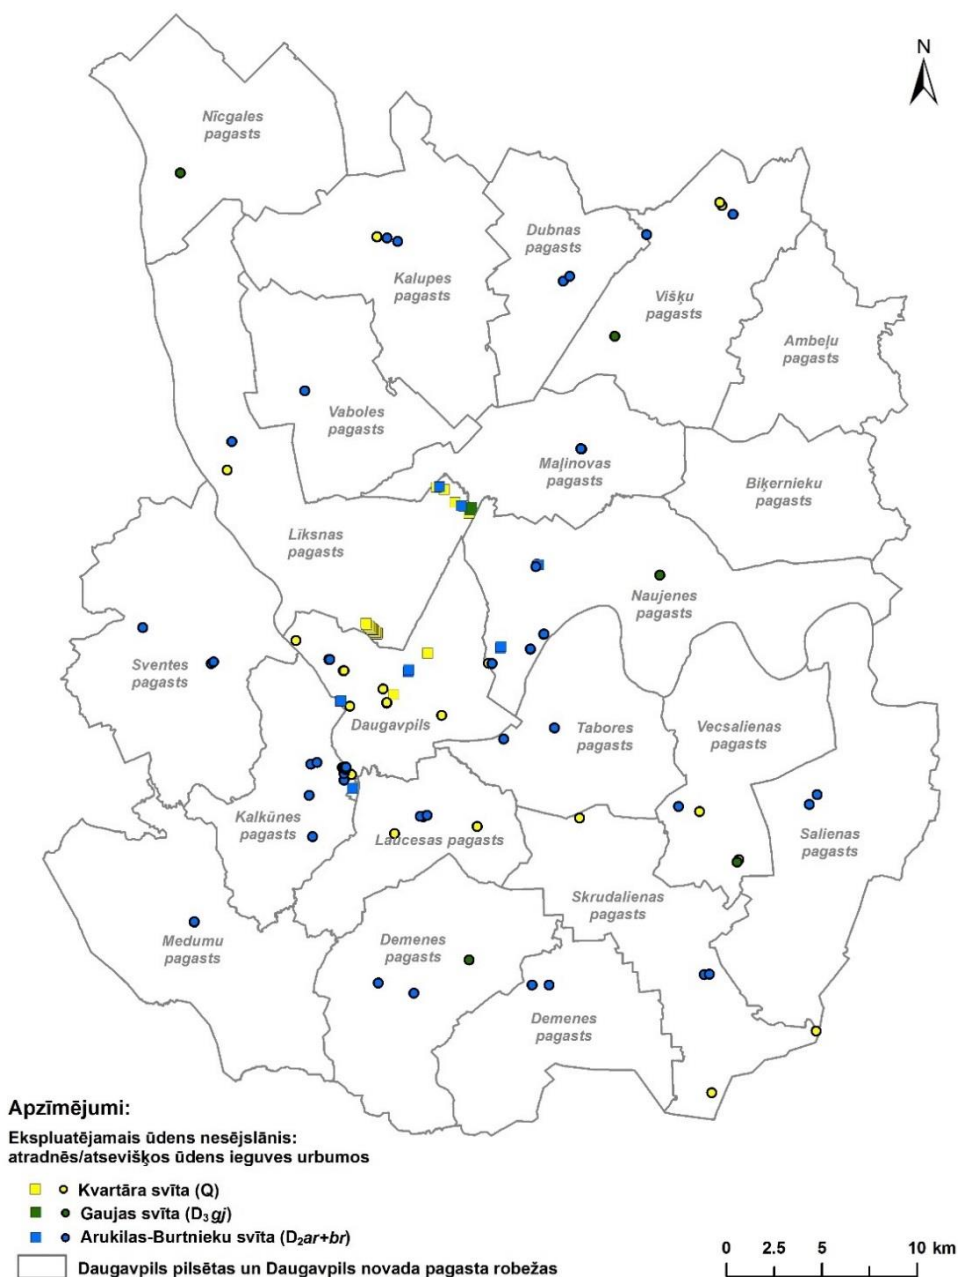 N
Nīcgales
pagasts
Dubnas
pagasts
Kalupes
pagasts
Višķu
pagasts
Ambeļu
pagasts
Vaboles
pagasts
Maļinovas
pagasts
Biķernieku
pagasts
Līksnas
pagasts
Naujenes
pagasts
Sventes
pagasts
Daugavpils
Tabores
pagasts
Vecsalienas
pagasts
Kalkūnes
pagasts
Laucesas pagasts
Salienas
pagasts
Skrudalienas
pagasts
Medumu
pagasts
Demenes
pagasts
Demenes
pagasts
Apzīmējumi:
Ekspluatējamais ūdens nesējslānis:
atradnēs/atsevišķos ūdens ieguves urbumos
Kvartāra svīta (Q)
Gaujas svīta (D₃gj)
Arukilas-Burtnieku svīta (D₂ar+br)
Daugavpils pilsētas un Daugavpils novada pagasta robežas
0 2.5 5 10 km